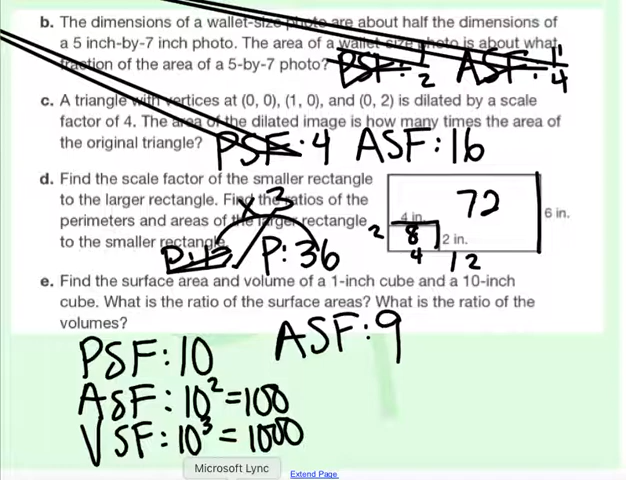 b. The dimensions of a wallet-size photo are about half the dimensions of
a 5 inch-by-7 inch photo. The area of a wallet-size photo is about what
fraction of the area of a 5-by-7 photo? PSF: 1/2 ASF: 1/4
c. A triangle with vertices at (0, 0), (1, 0), and (0, 2) is dilated by a scale
factor of 4. The area of the dilated image is how many times the area of
the original triangle? PSF: 4 ASF: 16
d. Find the scale factor of the smaller rectangle
to the larger rectangle. Find the ratios of the
perimeters and areas of the larger rectangle
to the smaller rectangle.
x 3
P: 36
72
6 in.
4 in.
2
8
2 in.
4
12
e. Find the surface area and volume of a 1-inch cube and a 10-inch
cube. What is the ratio of the surface areas? What is the ratio of the
volumes?
ASF: 9
PSF: 10
ASF: 10² = 100
VSF: 10³ = 1000
Microsoft Lync
Extend Page